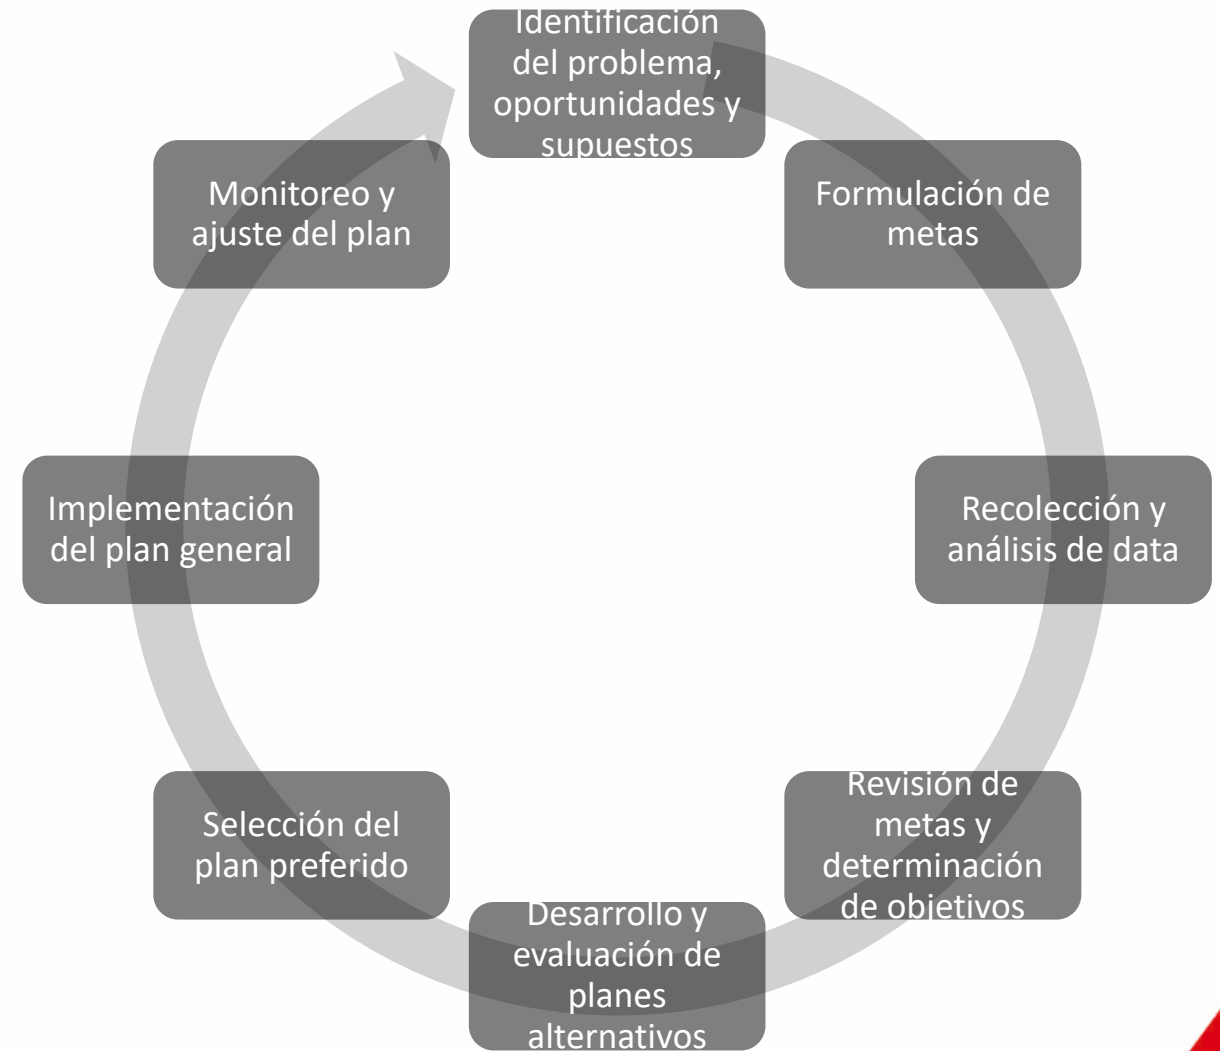 Identificación
del problema,
oportunidades y
supuestos
Formulación de
metas
Recolección y
análisis de data
Revisión de
metas y
determinación
de objetivos
Desarrollo y
evaluación de
planes
alternativos
Selección del
plan preferido
Implementación
del plan general
Monitoreo y
ajuste del plan